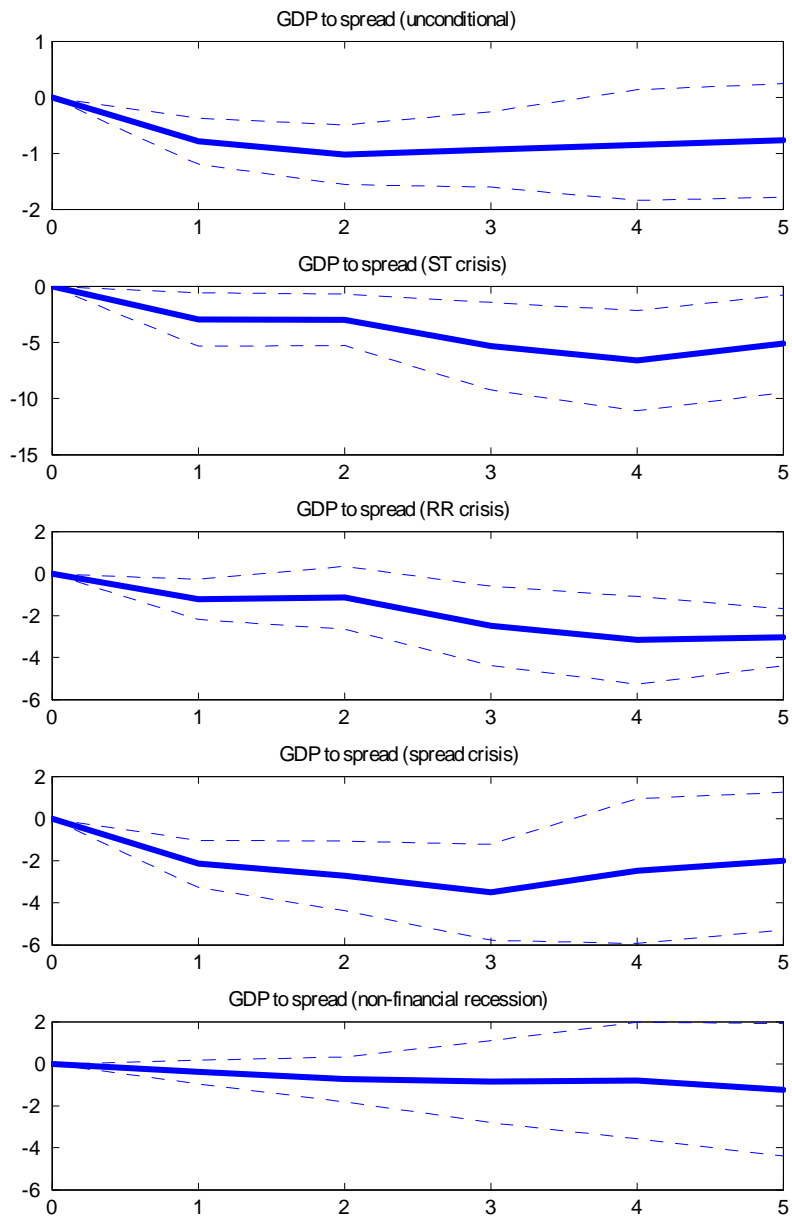 GDP to spread (unconditional)
1
0
-1
-2
0 1 2 3 4 5
GDP to spread (ST crisis)
0
-5
-10
-15
0 1 2 3 4 5
GDP to spread (RR crisis)
2
0
-2
-4
-6
0 1 2 3 4 5
GDP to spread (spread crisis)
2
0
-2
-4
-6
0 1 2 3 4 5
GDP to spread (non-financial recession)
2
0
-2
-4
-6
0 1 2 3 4 5